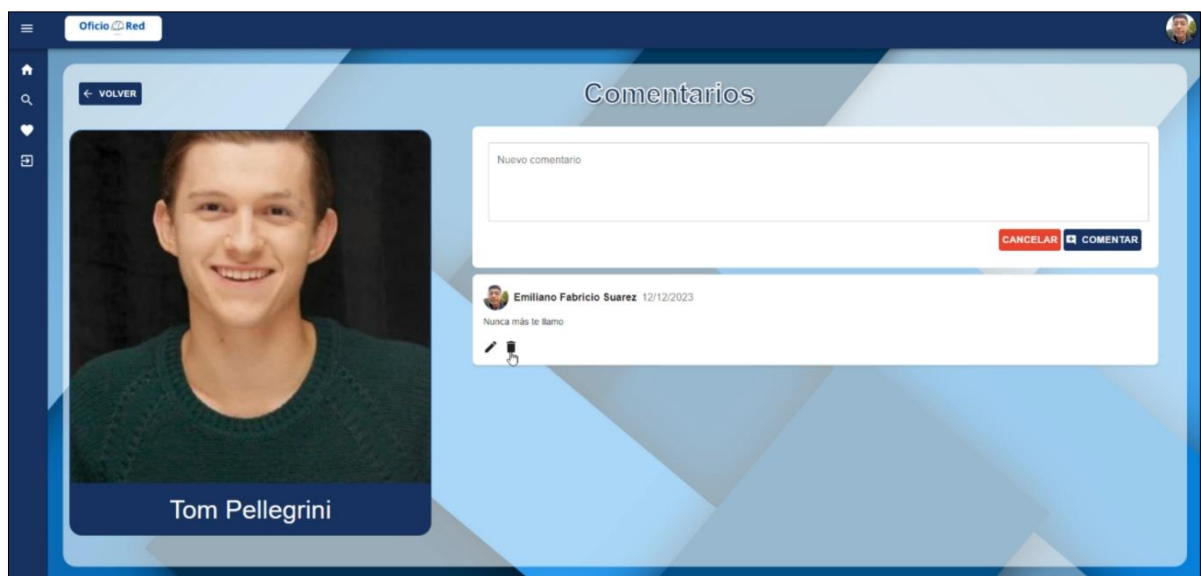 Oficio Red
VOLVER
Comentarios
Nuevo comentario
CANCELAR COMENTAR
Emiliano Fabricio Suarez 12/12/2023
Nunca más te llamo
Tom Pellegrini